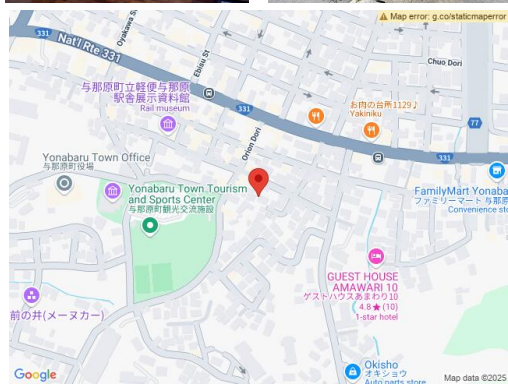 Map error: g.co/staticmaperror
331
Nat'l Rte 331
Oyakawa St
Ebisu St
Chuo Dori
与那原町立軽便与那原
駅舎展示資料館
Rail museum
331
お肉の台所1129♪
Yakiniku
77
Orion Dori
331
Yonabaru Town Office
与那原町役場
Yonabaru Town Tourism
and Sports Center
与那原町観光交流施設
FamilyMart Yonaba
ファミリーマート 与那原
Convenience sto
GUEST HOUSE
AMAWARI 10
ゲストハウスあまわり10
4.8★(10)
1-star hotel
前の井(メーヌカー)
Okisho
オキショウ
Auto parts store
Google
Map data ©2025